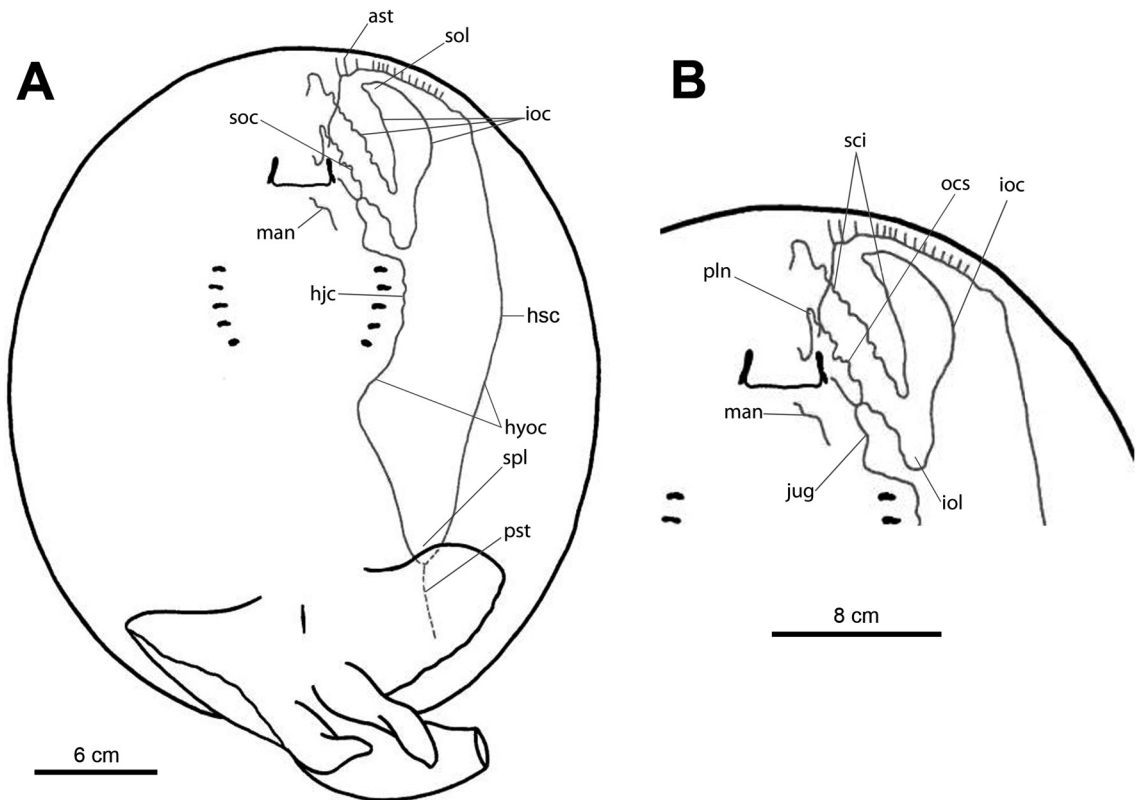 A
ast
sol
ioc
soc
man
hjc
hsc
hyoc
spl
pst
6 cm
B
sci
ocs
ioc
pln
man
jug
iol
8 cm